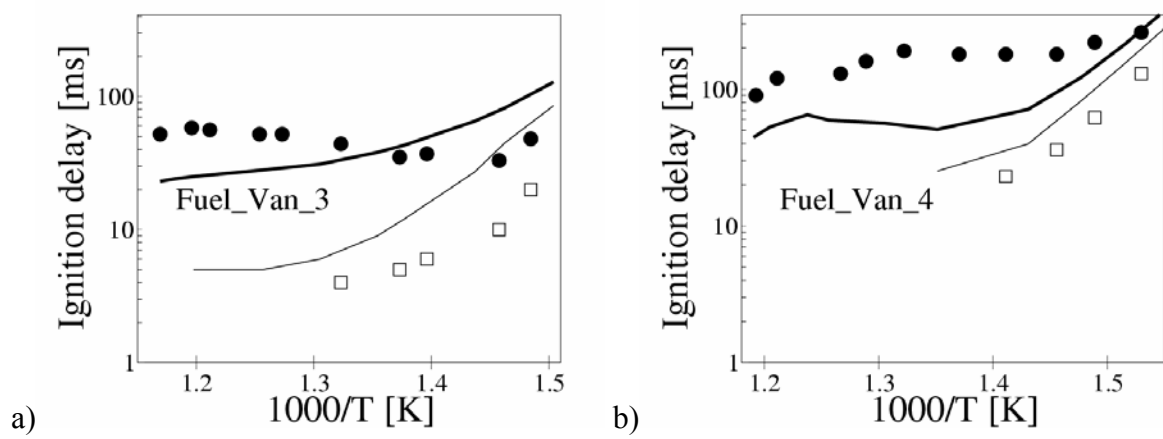 Ignition delay [ms]
100
10
1
Fuel_Van_3
1.2 1.3 1.4 1.5
1000/T [K]
a)
Ignition delay [ms]
100
10
1
Fuel_Van_4
1.2 1.3 1.4 1.5
1000/T [K]
b)